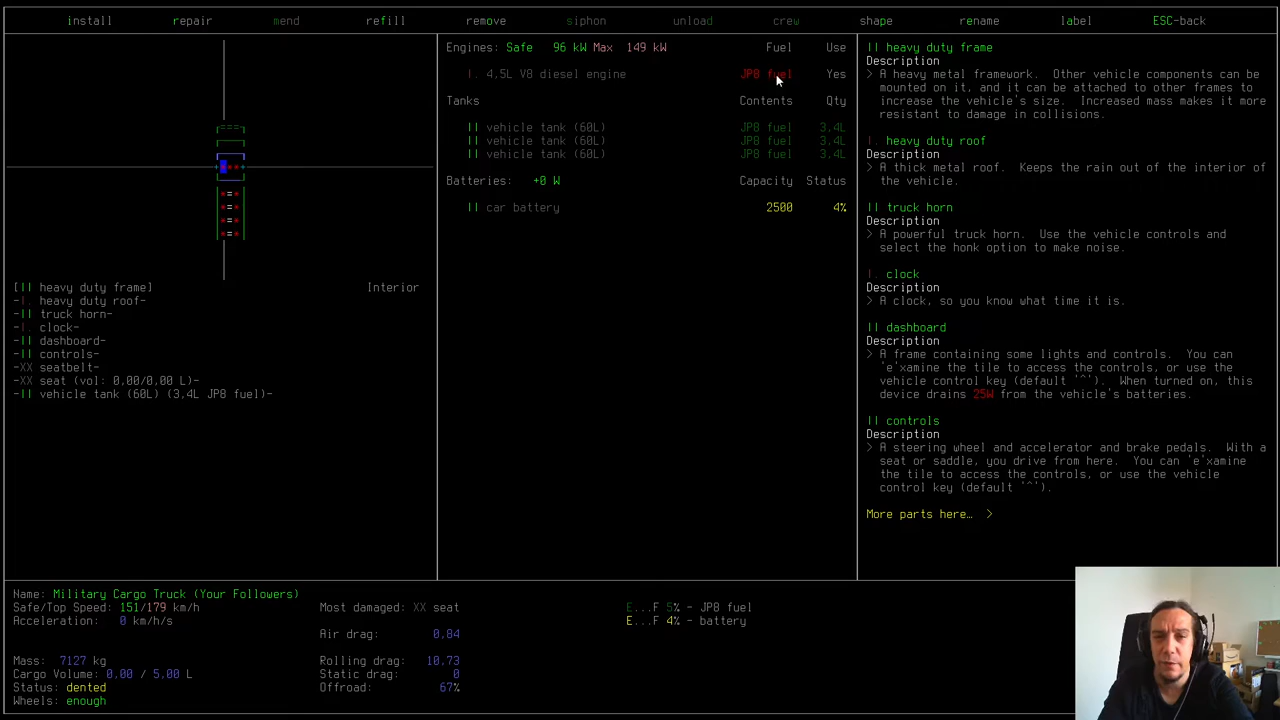 install repair mend refill remove siphon unload crew shape rename label ESC-back
[|| heavy duty frame] Interior
-|. heavy duty roof-
-|| truck horn-
-|. clock-
-|| dashboard-
-|| controls-
-XX seatbelt-
-XX seat (vol: 0,00/0,00 L)-
-|| vehicle tank (60L) (3,4L JP8 fuel)-
Engines: Safe 96 kW Max 149 kW Fuel Use
|. 4,5L V8 diesel engine JP8 fuel Yes
Tanks Contents Qty
|| vehicle tank (60L) JP8 fuel 3,4L
|| vehicle tank (60L) JP8 fuel 3,4L
|| vehicle tank (60L) JP8 fuel 3,4L
Batteries: +0 W Capacity Status
|| car battery 2500 4%
|| heavy duty frame
Description
> A heavy metal framework. Other vehicle components can be
mounted on it, and it can be attached to other frames to
increase the vehicle's size. Increased mass makes it more
resistant to damage in collisions.
|. heavy duty roof
Description
> A thick metal roof. Keeps the rain out of the interior of
the vehicle.
|| truck horn
Description
> A powerful truck horn. Use the vehicle controls and
select the honk option to make noise.
|. clock
Description
> A clock, so you know what time it is.
|| dashboard
Description
> A frame containing some lights and controls. You can
'e'xamine the tile to access the controls, or use the
vehicle control key (default '^'). When turned on, this
device drains 25W from the vehicle's batteries.
|| controls
Description
> A steering wheel and accelerator and brake pedals. With a
seat or saddle, you drive from here. You can 'e'xamine
the tile to access the controls, or use the vehicle
control key (default '^').
More parts here… >
Name: Military Cargo Truck (Your Followers)
Safe/Top Speed: 151/179 km/h
Acceleration: 0 km/h/s
Mass: 7127 kg
Cargo Volume: 0,00 / 5,00 L
Status: dented
Wheels: enough
Most damaged: XX seat
Air drag: 0,84
Rolling drag: 10,73
Static drag: 0
Offroad: 67%
E...F 5% - JP8 fuel
E...F 4% - battery